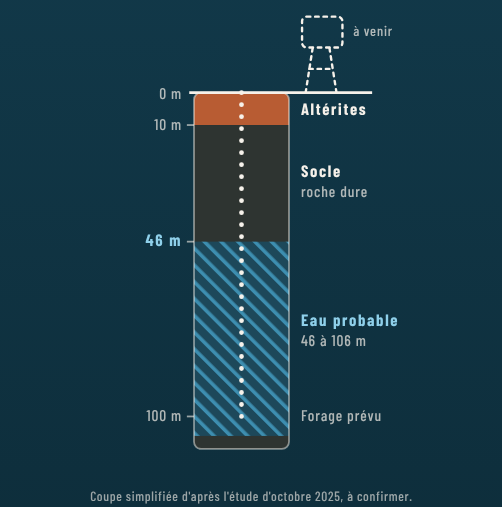 à venir
0 m
Altérites
10 m
Socle
roche dure
46 m
Eau probable
46 à 106 m
100 m
Forage prévu
Coupe simplifiée d'après l'étude d'octobre 2025, à confirmer.